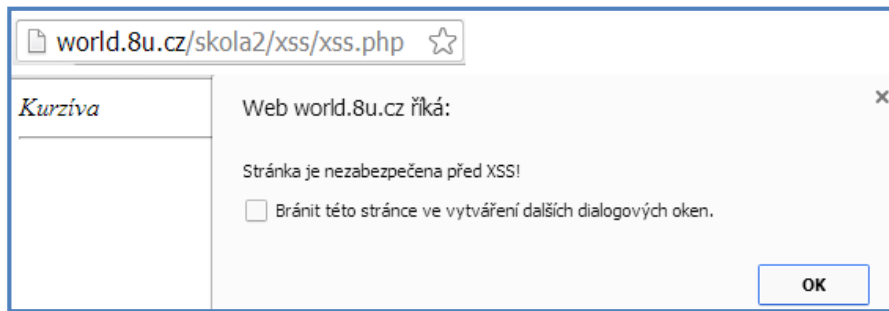 world.8u.cz/skola2/xss/xss.php
Kurzíva
Web world.8u.cz říká:
Stránka je nezabezpečena před XSS!
Bránit této stránce ve vytváření dalších dialogových oken.
OK